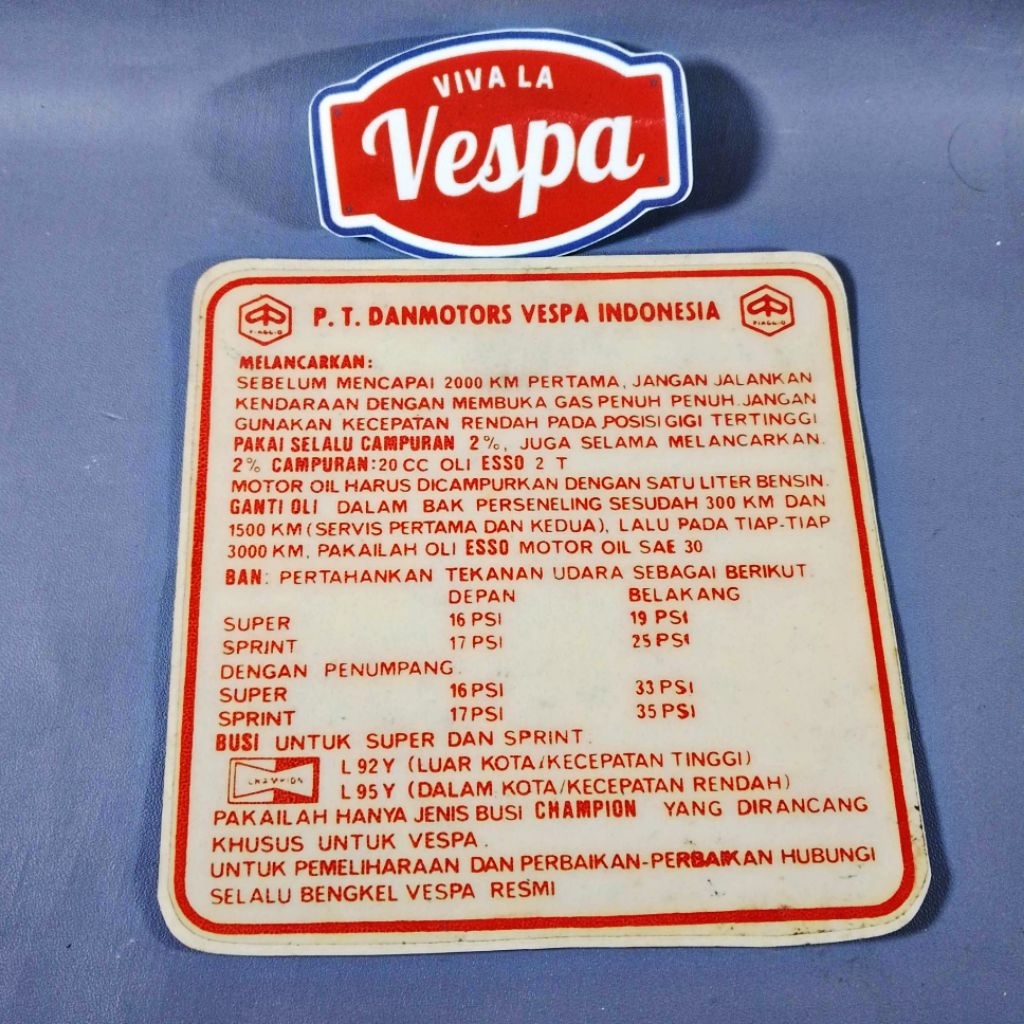 VIVA LA
Vespa
PIAGGIO
P. T. DANMOTORS VESPA INDONESIA
PIAGGIO
MELANCARKAN:
SEBELUM MENCAPAI 2000 KM PERTAMA, JANGAN JALANKAN
KENDARAAN DENGAN MEMBUKA GAS PENUH PENUH. JANGAN
GUNAKAN KECEPATAN RENDAH PADA POSISI GIGI TERTINGGI
PAKAI SELALU CAMPURAN 2%, JUGA SELAMA MELANCARKAN.
2% CAMPURAN: 20 CC OLI ESSO 2 T
MOTOR OIL HARUS DICAMPURKAN DENGAN SATU LITER BENSIN.
GANTI OLI DALAM BAK PERSENELING SESUDAH 300 KM DAN
1500 KM (SERVIS PERTAMA DAN KEDUA), LALU PADA TIAP-TIAP
3000 KM, PAKAILAH OLI ESSO MOTOR OIL SAE 30
BAN: PERTAHANKAN TEKANAN UDARA SEBAGAI BERIKUT.
DEPAN BELAKANG
SUPER 16 PSI 19 PSI
SPRINT 17 PSI 25 PSI
DENGAN PENUMPANG.
SUPER 16 PSI 33 PSI
SPRINT 17 PSI 35 PSI
BUSI UNTUK SUPER DAN SPRINT.
CHAMPION L 92 Y (LUAR KOTA/KECEPATAN TINGGI)
L 95 Y (DALAM KOTA/KECEPATAN RENDAH)
PAKAILAH HANYA JENIS BUSI CHAMPION YANG DIRANCANG
KHUSUS UNTUK VESPA.
UNTUK PEMELIHARAAN DAN PERBAIKAN-PERBAIKAN HUBUNGI
SELALU BENGKEL VESPA RESMI